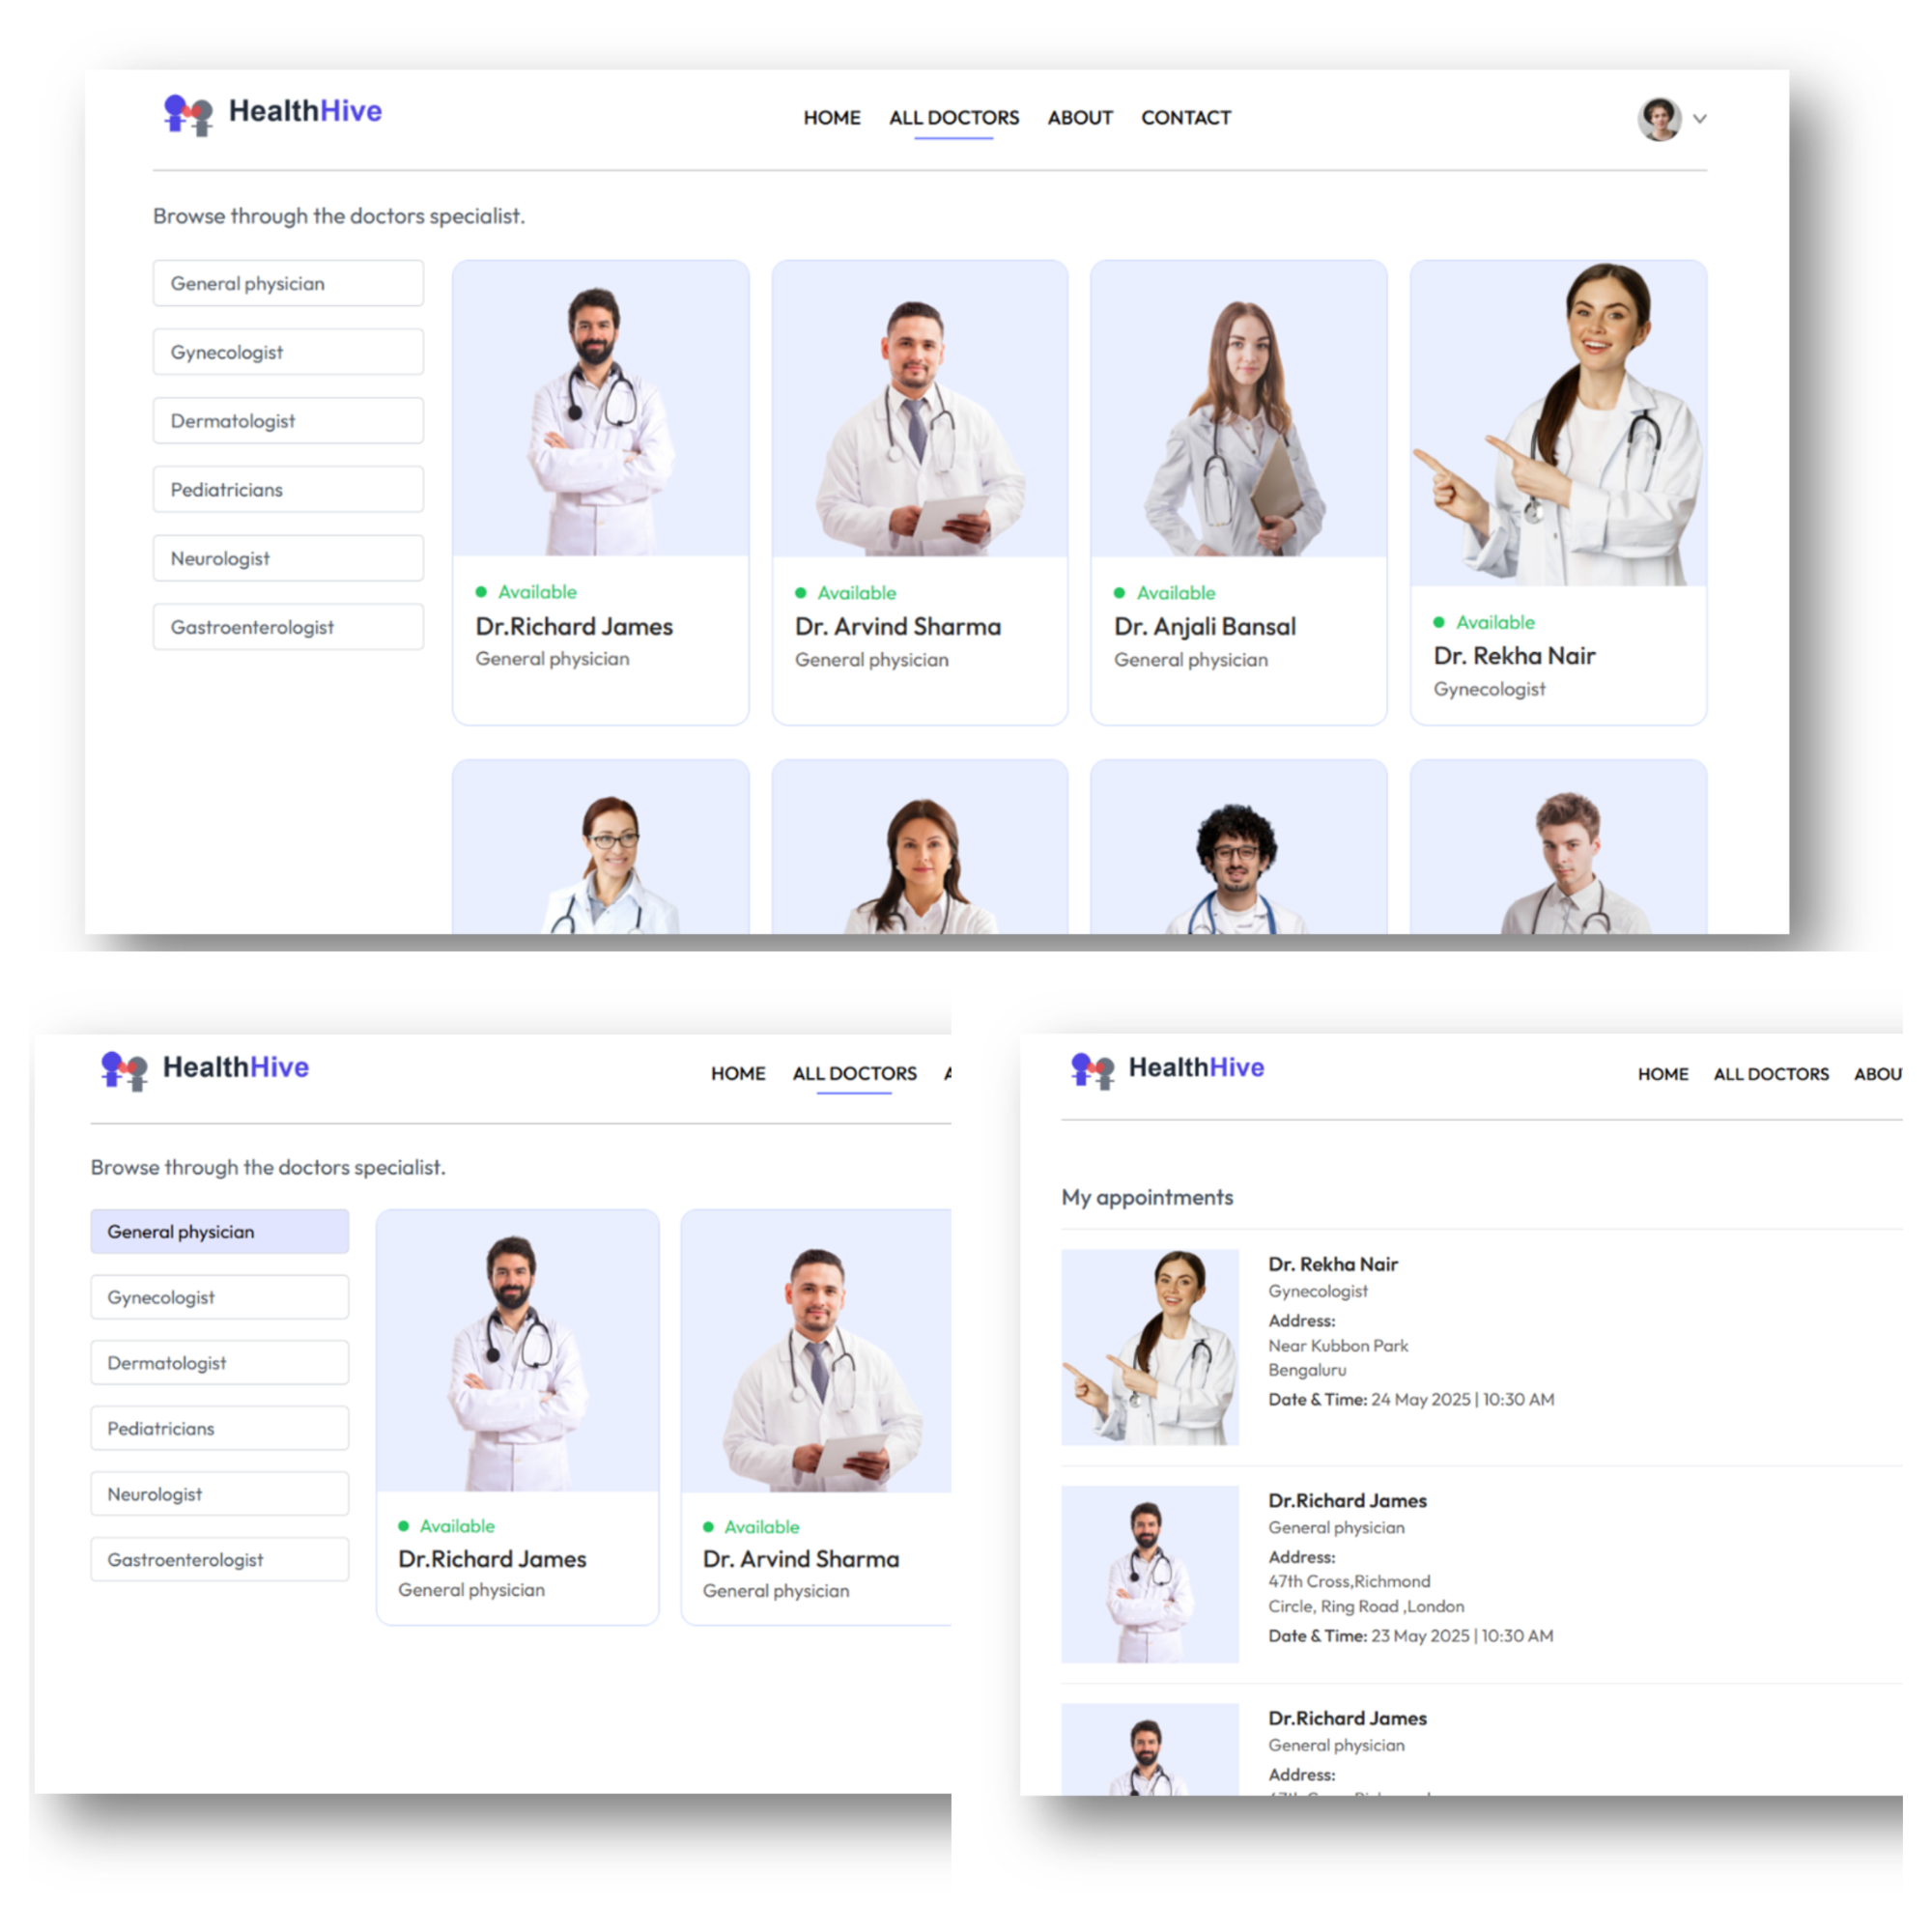 HealthHive
HOME ALL DOCTORS ABOUT CONTACT
Browse through the doctors specialist.
General physician
Gynecologist
Dermatologist
Pediatricians
Neurologist
Gastroenterologist
Available
Dr.Richard James
General physician
Available
Dr. Arvind Sharma
General physician
Available
Dr. Anjali Bansal
General physician
Available
Dr. Rekha Nair
Gynecologist
HealthHive
HOME ALL DOCTORS
Browse through the doctors specialist.
General physician
Gynecologist
Dermatologist
Pediatricians
Neurologist
Gastroenterologist
Available
Dr.Richard James
General physician
Available
Dr. Arvind Sharma
General physician
HealthHive
HOME ALL DOCTORS ABOU
My appointments
Dr. Rekha Nair
Gynecologist
Address:
Near Kubbon Park
Bengaluru
Date & Time: 24 May 2025 | 10:30 AM
Dr.Richard James
General physician
Address:
47th Cross,Richmond
Circle, Ring Road ,London
Date & Time: 23 May 2025 | 10:30 AM
Dr.Richard James
General physician
Address: